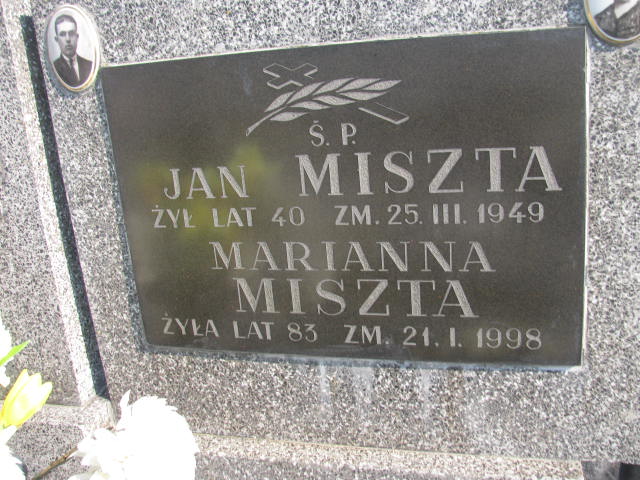 Ś. P.
JAN MISZTA
ŻYŁ LAT 40 ZM. 25. III. 1949
MARIANNA
MISZTA
ŻYŁA LAT 83 ZM. 21. I. 1998